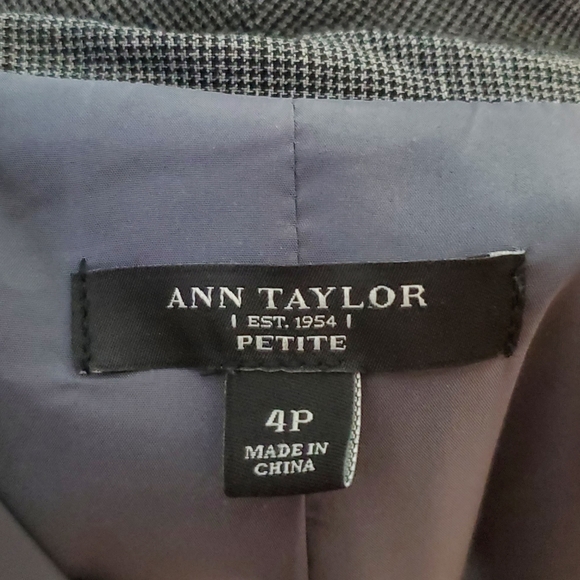 ANN TAYLOR
EST. 1954
PETITE
4P
MADE IN
CHINA